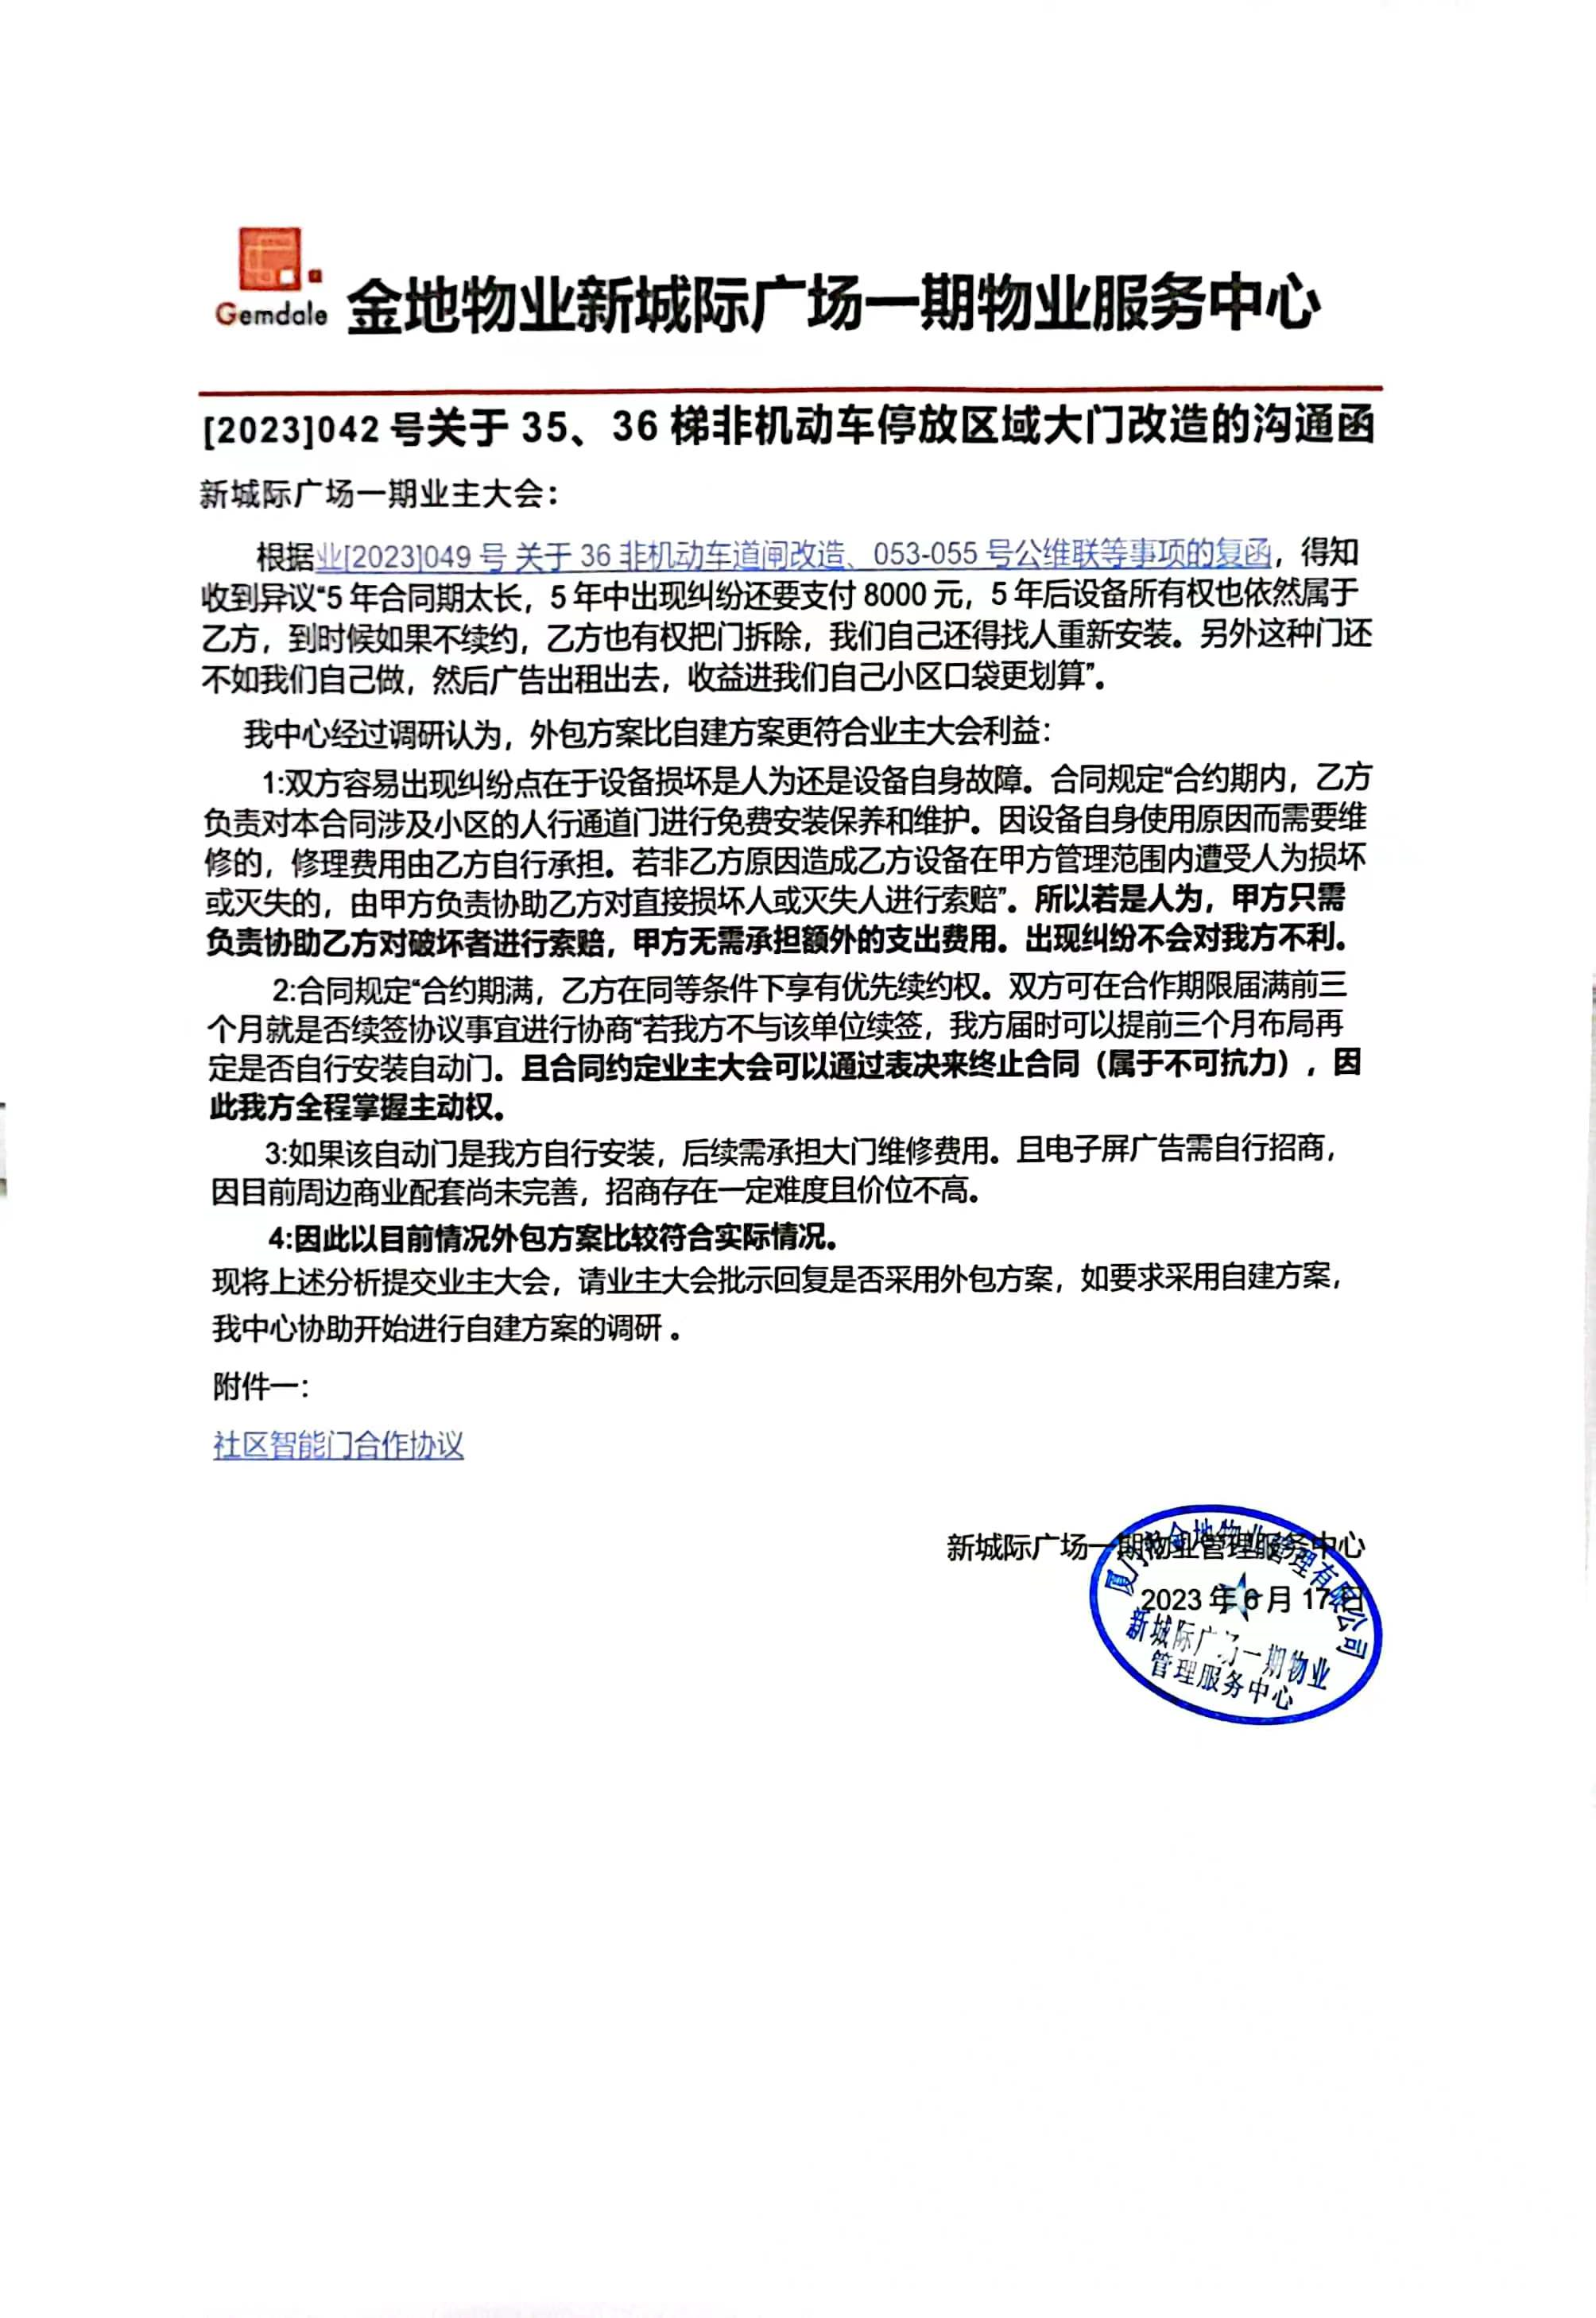 Gemdale
金地物业新城际广场一期物业服务中心
[2023]042 号关于 35、36 梯非机动车停放区域大门改造的沟通函
新城际广场一期业主大会：
根据业[2023]049 号 关于 36 非机动车道闸改造、053-055 号公维联等事项的复函，得知
收到异议“5 年合同期太长，5 年中出现纠纷还要支付 8000 元，5 年后设备所有权也依然属于
乙方，到时候如果不续约，乙方也有权把门拆除，我们自己还得找人重新安装。另外这种门还
不如我们自己做，然后广告出租出去，收益进我们自己小区口袋更划算”。
我中心经过调研认为，外包方案比自建方案更符合业主大会利益：
1:双方容易出现纠纷点在于设备损坏是人为还是设备自身故障。合同规定“合约期内，乙方
负责对本合同涉及小区的人行通道门进行免费安装保养和维护。因设备自身使用原因而需要维
修的，修理费用由乙方自行承担。若非乙方原因造成乙方设备在甲方管理范围内遭受人为损坏
或灭失的，由甲方负责协助乙方对直接损坏人或灭失人进行索赔”。所以若是人为，甲方只需
负责协助乙方对破坏者进行索赔，甲方无需承担额外的支出费用。出现纠纷不会对我方不利。
2:合同规定“合约期满，乙方在同等条件下享有优先续约权。双方可在合作期限届满前三
个月就是否续签协议事宜进行协商“若我方不与该单位续签，我方届时可以提前三个月布局再
定是否自行安装自动门。且合同约定业主大会可以通过表决来终止合同（属于不可抗力），因
此我方全程掌握主动权。
3:如果该自动门是我方自行安装，后续需承担大门维修费用。且电子屏广告需自行招商，
因目前周边商业配套尚未完善，招商存在一定难度且价位不高。
4:因此以目前情况外包方案比较符合实际情况。
现将上述分析提交业主大会，请业主大会批示回复是否采用外包方案，如要求采用自建方案，
我中心协助开始进行自建方案的调研 。
附件一：
社区智能门合作协议
新城际广场一期物业管理服务中心
2023 年 6 月 17 日
金地物业管理有限公司
新城际广场一期物业
管理服务中心